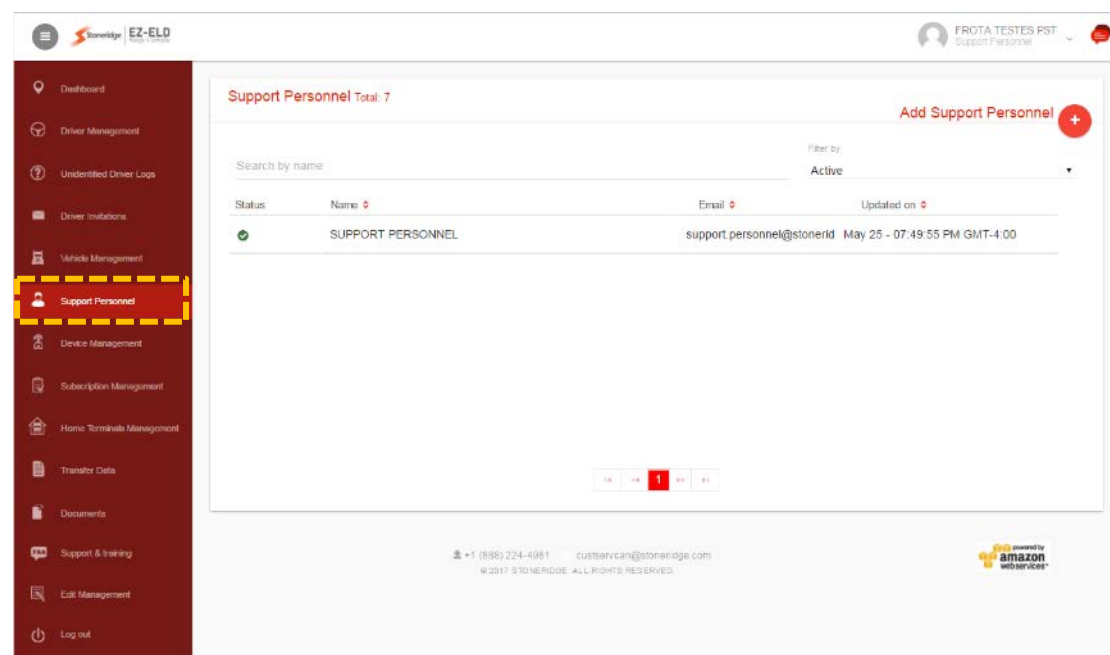 Stoneridge EZ-ELD
FROTA TESTES PST
Support Personnel
Dashboard
Driver Management
Unidentified Driver Logs
Driver Invitations
Vehicle Management
Support Personnel
Device Management
Subscription Management
Home Terminals Management
Transfer Data
Documents
Support & training
Edit Management
Log out
Support Personnel Total: 7
Add Support Personnel +
Search by name
Filter by
Active
Status Name Email Updated on
SUPPORT PERSONNEL support.personnel@stonerid May 25 - 07:49:55 PM GMT-4:00
1
+1 (888) 224-4981 custservcan@stoneridge.com
© 2017 STONERIDGE. ALL RIGHTS RESERVED.
powered by
amazon
webservices